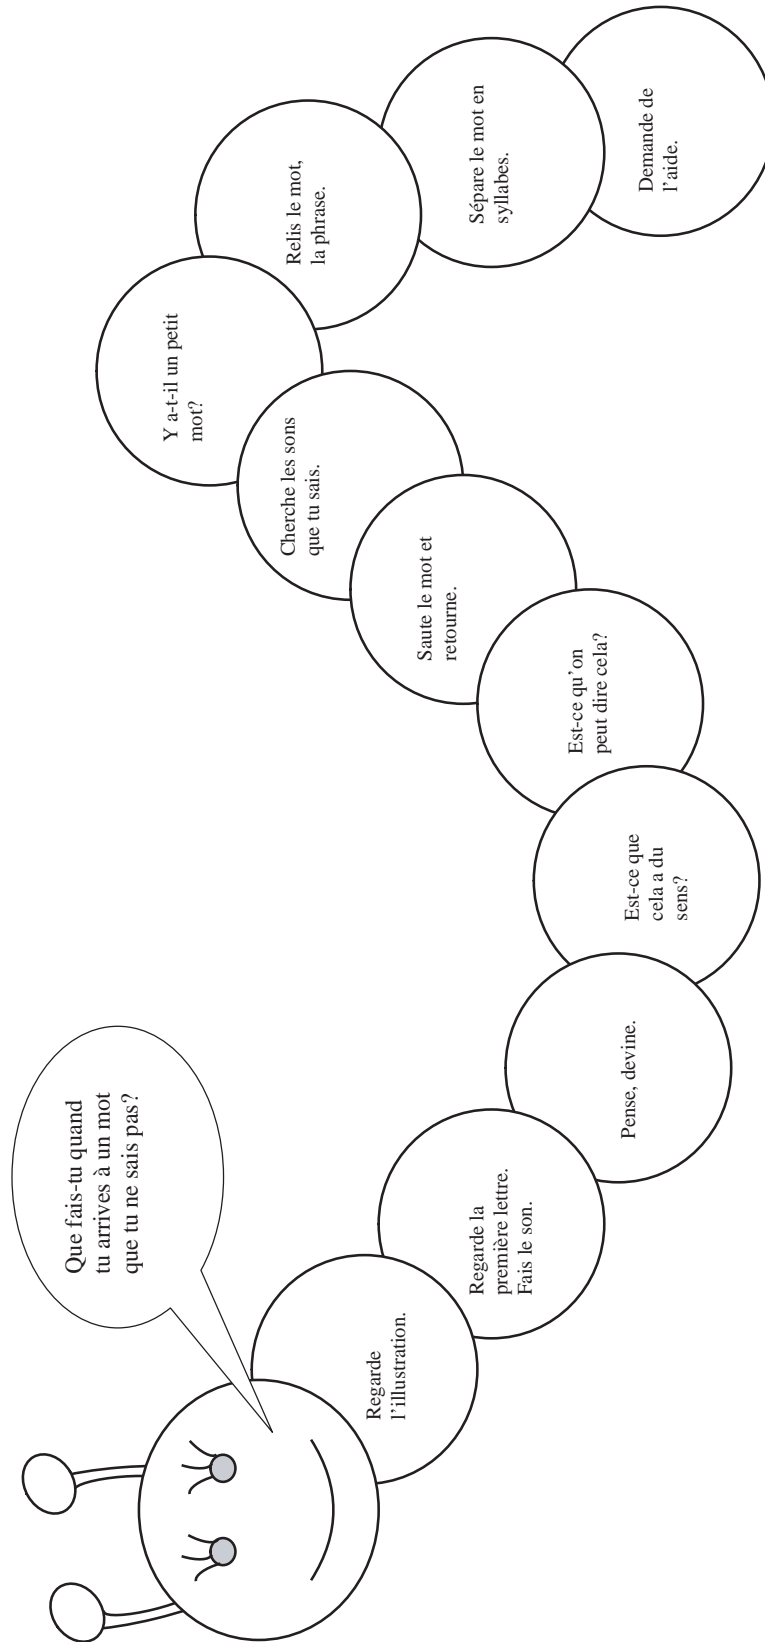 Que fais-tu quand
tu arrives à un mot
que tu ne sais pas?
Regarde
l'illustration.
Regarde la
première lettre.
Fais le son.
Pense, devine.
Est-ce que
cela a du
sens?
Est-ce qu'on
peut dire cela?
Saute le mot et
retourne.
Cherche les sons
que tu sais.
Y a-t-il un petit
mot?
Relis le mot,
la phrase.
Sépare le mot en
syllabes.
Demande de
l'aide.